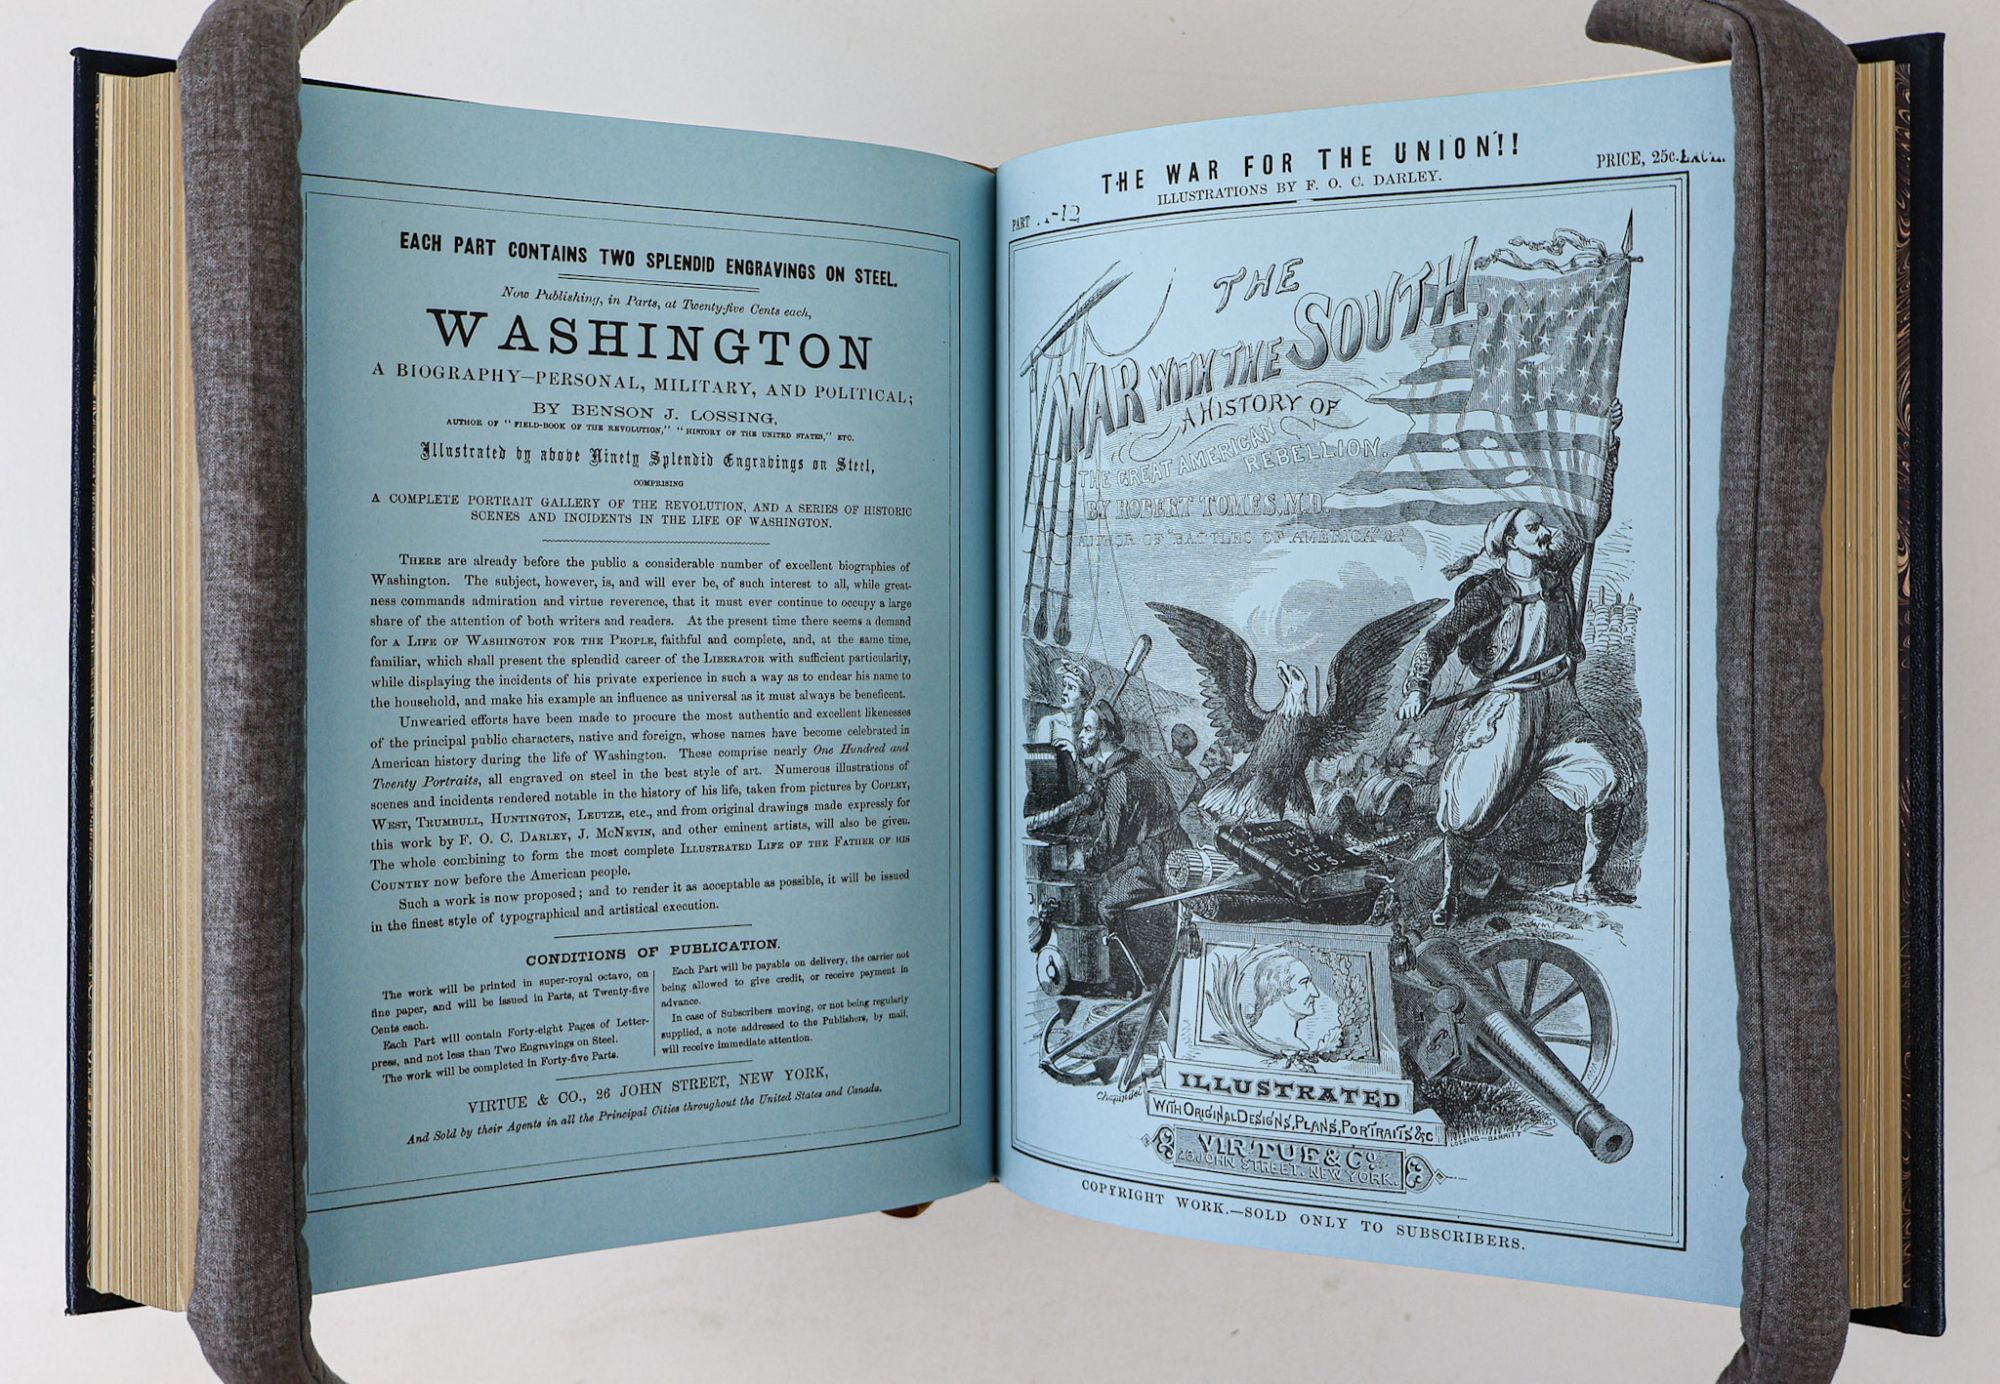 EACH PART CONTAINS TWO SPLENDID ENGRAVINGS ON STEEL.
Now Publishing, in Parts, at Twenty-five Cents each,
WASHINGTON
A BIOGRAPHY—PERSONAL, MILITARY, AND POLITICAL;
BY BENSON J. LOSSING,
AUTHOR OF "FIELD-BOOK OF THE REVOLUTION," "HISTORY OF THE UNITED STATES," ETC.
Illustrated by above Ninety Splendid Engravings on Steel,
COMPRISING
A COMPLETE PORTRAIT GALLERY OF THE REVOLUTION, AND A SERIES OF HISTORIC
SCENES AND INCIDENTS IN THE LIFE OF WASHINGTON.
THERE are already before the public a considerable number of excellent biographies of
Washington. The subject, however, is, and will ever be, of such interest to all, while great-
ness commands admiration and virtue reverence, that it must ever continue to occupy a large
share of the attention of both writers and readers. At the present time there seems a demand
for A LIFE OF WASHINGTON FOR THE PEOPLE, faithful and complete, and, at the same time,
familiar, which shall present the splendid career of the LIBERATOR with sufficient particularity,
while displaying the incidents of his private experience in such a way as to endear his name to
the household, and make his example an influence as universal as it must always be beneficent.
Unwearied efforts have been made to procure the most authentic and excellent likenesses
of the principal public characters, native and foreign, whose names have become celebrated in
American history during the life of Washington. These comprise nearly One Hundred and
Twenty Portraits, all engraved on steel in the best style of art. Numerous illustrations of
scenes and incidents rendered notable in the history of his life, taken from pictures by COPLEY,
WEST, TRUMBULL, HUNTINGTON, LEUTZE, etc., and from original drawings made expressly for
this work by F. O. C. DARLEY, J. MCNEVIN, and other eminent artists, will also be given.
The whole combining to form the most complete ILLUSTRATED LIFE OF THE FATHER OF HIS
COUNTRY now before the American people.
Such a work is now proposed; and to render it as acceptable as possible, it will be issued
in the finest style of typographical and artistical execution.
CONDITIONS OF PUBLICATION.
The work will be printed in super-royal octavo, on
fine paper, and will be issued in Parts, at Twenty-five
Cents each.
Each Part will contain Forty-eight Pages of Letter-
press, and not less than Two Engravings on Steel.
The work will be completed in Forty-five Parts.
Each Part will be payable on delivery, the carrier not
being allowed to give credit, or receive payment in
advance.
In case of Subscribers moving, or not being regularly
supplied, a note addressed to the Publishers, by mail,
will receive immediate attention.
VIRTUE & CO., 26 JOHN STREET, NEW YORK,
And Sold by their Agents in all the Principal Cities throughout the United States and Canada.
THE WAR FOR THE UNION!!
ILLUSTRATIONS BY F. O. C. DARLEY.
PART
PRICE, 25c. EACH.
THE
WAR WITH THE SOUTH.
A HISTORY OF
THE GREAT AMERICAN
REBELLION.
BY ROBERT TOMES, M.D.
AUTHOR OF "BATTLES OF AMERICA" &c
THE
CONSTITUTION
LAWS
OF THE
U.S.
ILLUSTRATED
WITH ORIGINAL DESIGNS, PLANS, PORTRAITS &c
LOSSING-BARRITT
VIRTUE & Co.
26 JOHN STREET. NEW YORK.
COPYRIGHT WORK.—SOLD ONLY TO SUBSCRIBERS.